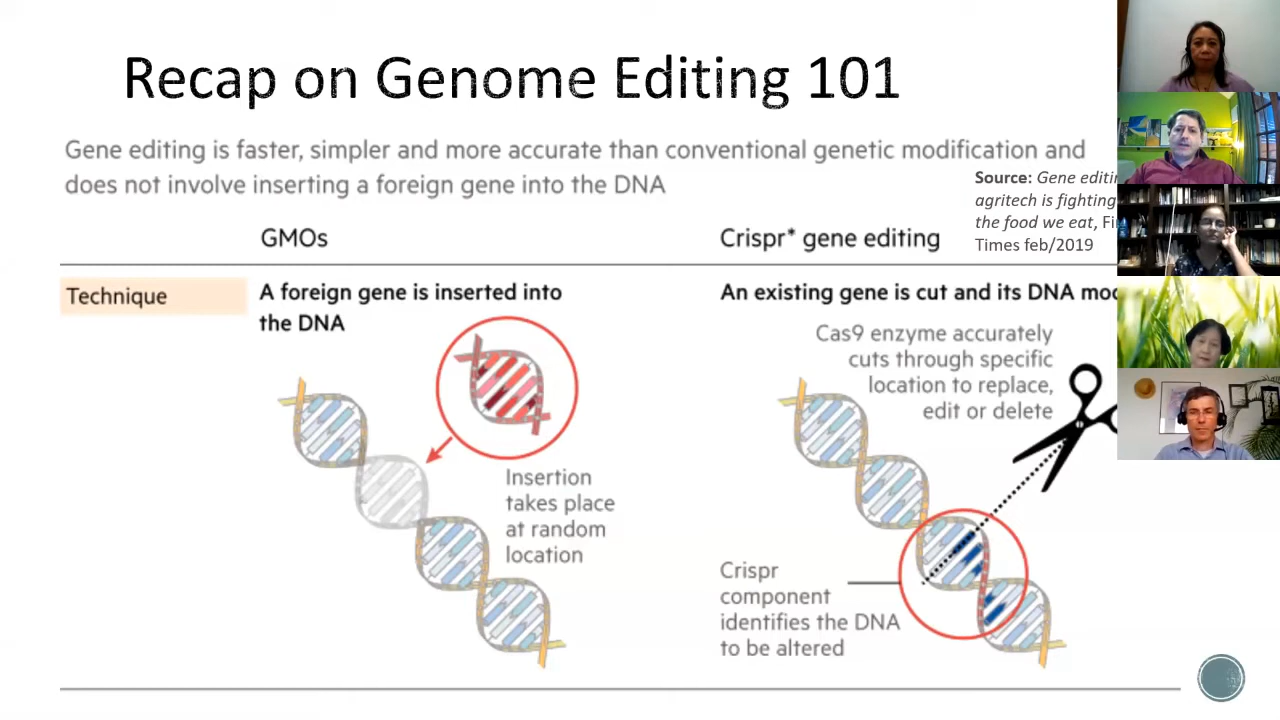 Recap on Genome Editing 101
Gene editing is faster, simpler and more accurate than conventional genetic modification and
does not involve inserting a foreign gene into the DNA
Source: Gene
agritech is fighting
the food we eat,
Times feb/2019
GMOs
Crispr* gene editing
Technique
A foreign gene is inserted into
the DNA
Insertion
takes place
at random
location
An existing gene is cut and its DNA
Cas9 enzyme accurately
cuts through specific
location to replace,
edit or delete
Crispr
component
identifies the DNA
to be altered